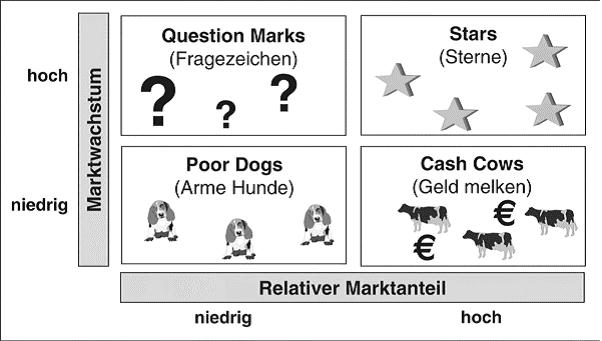 Question Marks
(Fragezeichen)
? ? ?
Stars
(Sterne)
hoch
Marktwachstum
niedrig
Poor Dogs
(Arme Hunde)
Cash Cows
(Geld melken)
€
€
Relativer Marktanteil
niedrig
hoch